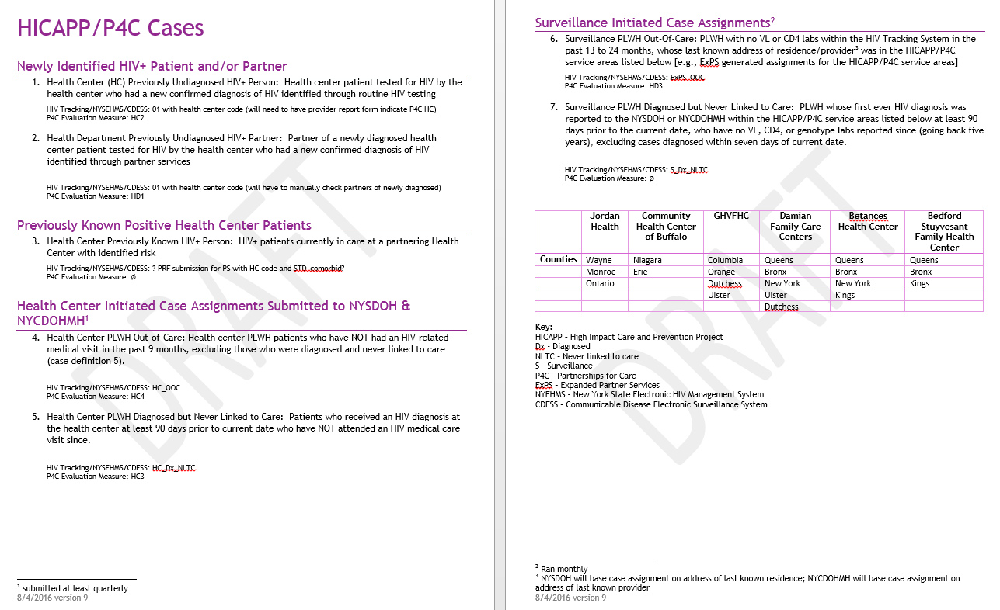 HICAPP/P4C Cases
Newly Identified HIV+ Patient and/or Partner
1. Health Center (HC) Previously Undiagnosed HIV+ Person: Health center patient tested for HIV by the
health center who had a new confirmed diagnosis of HIV identified through routine HIV testing
HIV Tracking/NYSEHMS/CDESS: 01 with health center code (will need to have provider report form indicate P4C HC)
P4C Evaluation Measure: HC2
2. Health Department Previously Undiagnosed HIV+ Partner: Partner of a newly diagnosed health
center patient tested for HIV by the health center who had a new confirmed diagnosis of HIV
identified through partner services
HIV Tracking/NYSEHMS/CDESS: 01 with health center code (will have to manually check partners of newly diagnosed)
P4C Evaluation Measure: HD1
Previously Known Positive Health Center Patients
3. Health Center Previously Known HIV+ Person: HIV+ patients currently in care at a partnering Health
Center with identified risk
HIV Tracking/NYSEHMS/CDESS: ? PRF submission for PS with HC code and STD_comorbid?
P4C Evaluation Measure: Ø
Health Center Initiated Case Assignments Submitted to NYSDOH &
NYCDOHMH1
4. Health Center PLWH Out-of-Care: Health center PLWH patients who have NOT had an HIV-related
medical visit in the past 9 months, excluding those who were diagnosed and never linked to care
(case definition 5).
HIV Tracking/NYSEHMS/CDESS: HC_OOC
P4C Evaluation Measure: HC4
5. Health Center PLWH Diagnosed but Never Linked to Care: Patients who received an HIV diagnosis at
the health center at least 90 days prior to current date who have NOT attended an HIV medical care
visit since.
HIV Tracking/NYSEHMS/CDESS: HC_Dx_NLTC
P4C Evaluation Measure: HC3
1 submitted at least quarterly
8/4/2016 version 9
DRAFT
Surveillance Initiated Case Assignments2
6. Surveillance PLWH Out-Of-Care: PLWH with no VL or CD4 labs within the HIV Tracking System in the
past 13 to 24 months, whose last known address of residence/provider3 was in the HICAPP/P4C
service areas listed below [e.g., ExPS generated assignments for the HICAPP/P4C service areas]
HIV Tracking/NYSEHMS/CDESS: ExPS_OOC
P4C Evaluation Measure: HD3
7. Surveillance PLWH Diagnosed but Never Linked to Care: PLWH whose first ever HIV diagnosis was
reported to the NYSDOH or NYCDOHMH within the HICAPP/P4C service areas listed below at least 90
days prior to the current date, who have no VL, CD4, or genotype labs reported since (going back five
years), excluding cases diagnosed within seven days of current date.
HIV Tracking/NYSEHMS/CDESS: S_Dx_NLTC
P4C Evaluation Measure: Ø
Jordan Health Community Health Center of Buffalo GHVFHC Damian Family Care Centers Betances Health Center Bedford Stuyvesant Family Health Center
Counties Wayne Niagara Columbia Queens Queens Queens
Monroe Erie Orange Bronx Bronx Bronx
Ontario Dutchess New York New York Kings
Ulster Ulster Kings
Dutchess
Key:
HICAPP - High Impact Care and Prevention Project
Dx - Diagnosed
NLTC - Never linked to care
S - Surveillance
P4C - Partnerships for Care
ExPS - Expanded Partner Services
NYEHMS - New York State Electronic HIV Management System
CDESS - Communicable Disease Electronic Surveillance System
2 Ran monthly
3 NYSDOH will base case assignment on address of last known residence; NYCDOHMH will base case assignment on
address of last known provider
8/4/2016 version 9
DRAFT